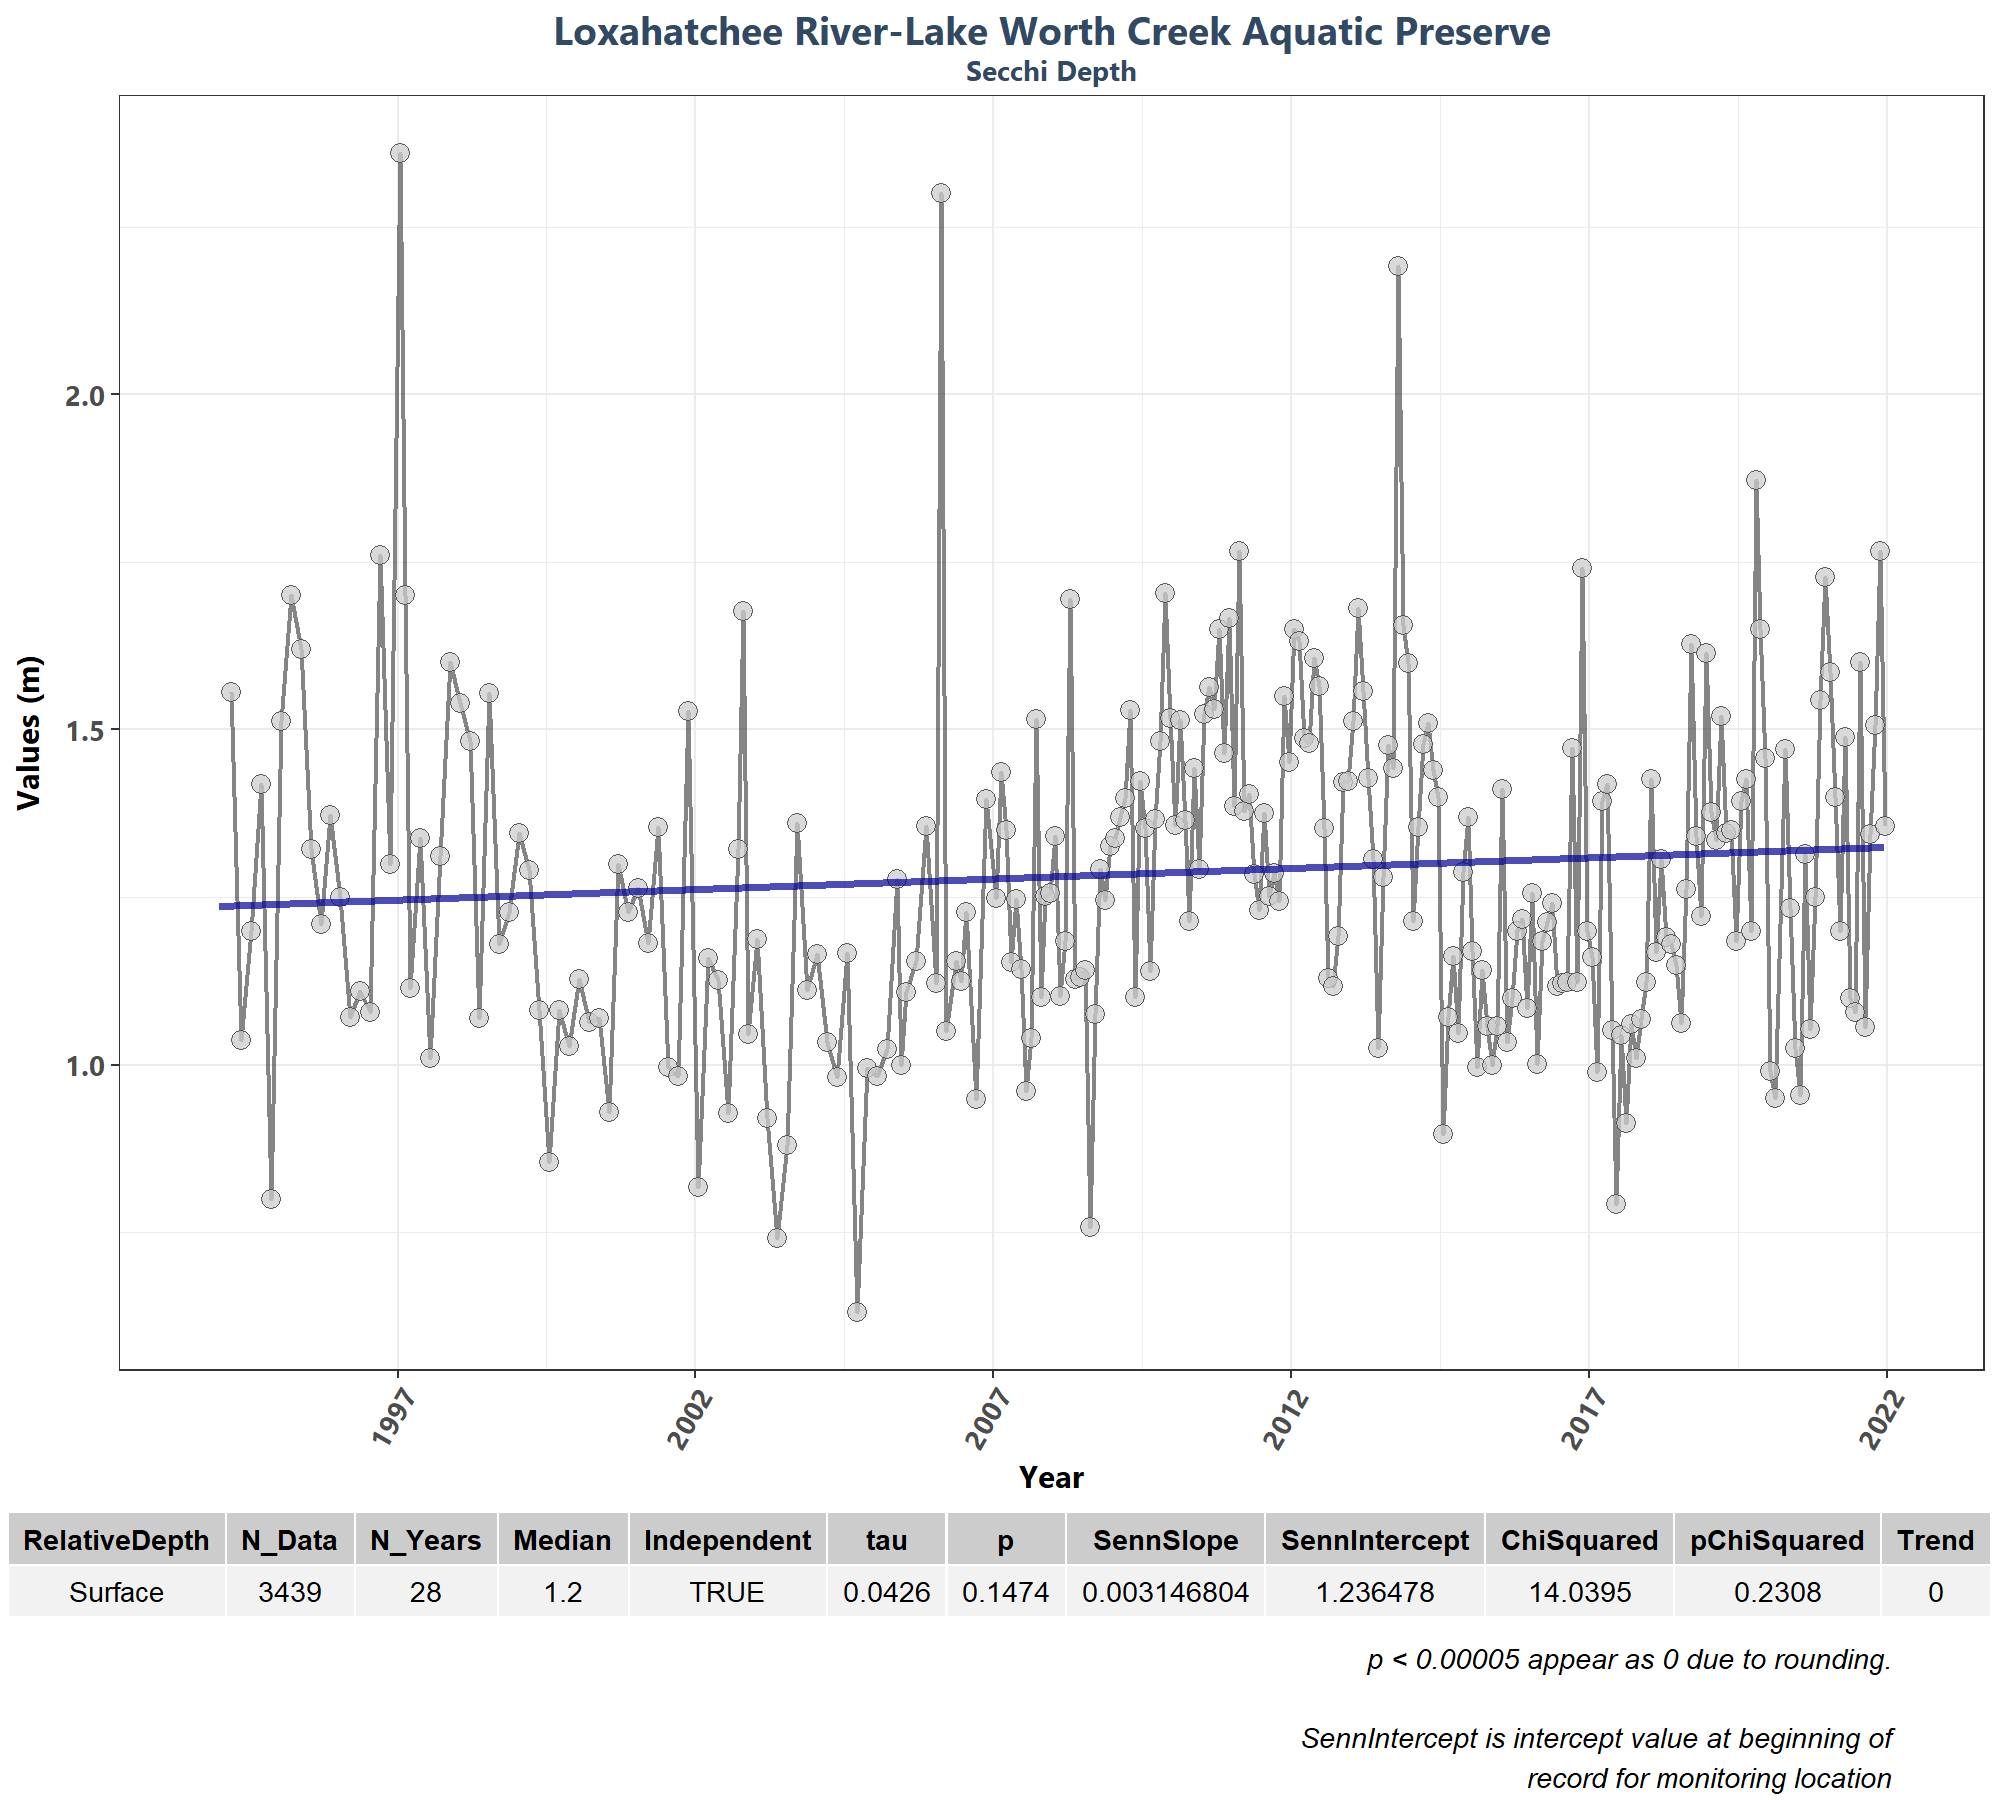 Loxahatchee River-Lake Worth Creek Aquatic Preserve
Secchi Depth
Values (m)
2.0
1.5
1.0
1997 2002 2007 2012 2017 2022
Year
RelativeDepth N_Data N_Years Median Independent tau p SennSlope SennIntercept ChiSquared pChiSquared Trend
Surface 3439 28 1.2 TRUE 0.0426 0.1474 0.003146804 1.236478 14.0395 0.2308 0
p < 0.00005 appear as 0 due to rounding.
SennIntercept is intercept value at beginning of
record for monitoring location